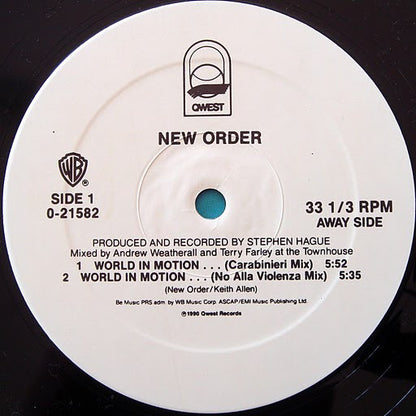 QWEST
NEW ORDER
WB®
SIDE 1
0-21582
33 1/3 RPM
AWAY SIDE
PRODUCED AND RECORDED BY STEPHEN HAGUE
Mixed by Andrew Weatherall and Terry Farley at the Townhouse
1 WORLD IN MOTION . . . (Carabinieri Mix) 5:52
2 WORLD IN MOTION . . . (No Alla Violenza Mix) 5:35
(New Order/Keith Allen)
Be Music PRS adm. by WB Music Corp. ASCAP/EMI Music Publishing Ltd.
℗1990 Qwest Records